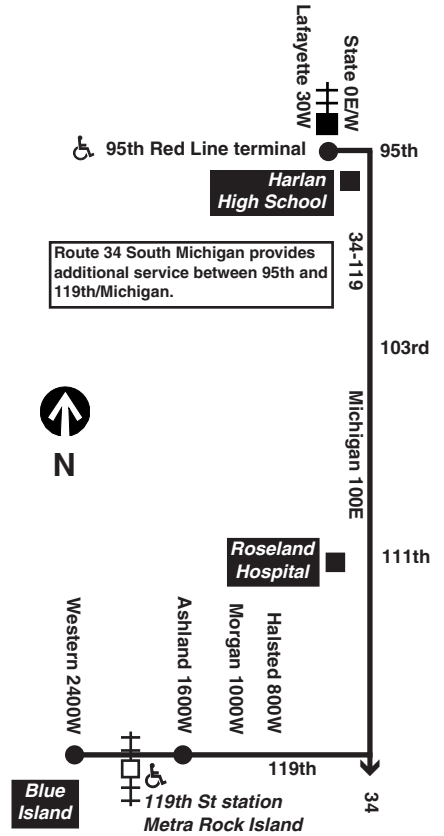 Lafayette 30W
State 0E/W
95th Red Line terminal
95th
Harlan
High School
Route 34 South Michigan provides
additional service between 95th and
119th/Michigan.
34-119
103rd
Michigan 100E
N
Roseland
Hospital
111th
Western 2400W
Ashland 1600W
Morgan 1000W
Halsted 800W
119th
34
Blue
Island
119th St station
Metra Rock Island